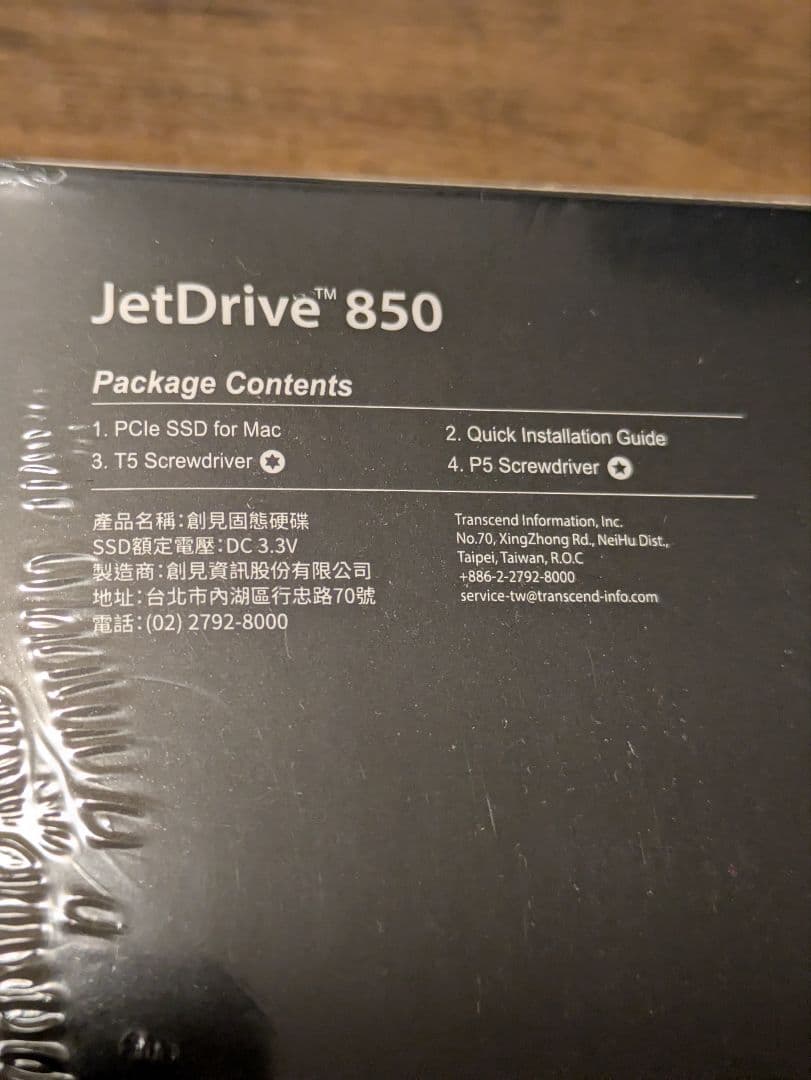 JetDrive™ 850
Package Contents
1. PCIe SSD for Mac
2. Quick Installation Guide
3. T5 Screwdriver
4. P5 Screwdriver
產品名稱：創見固態硬碟
SSD額定電壓：DC 3.3V
製造商：創見資訊股份有限公司
地址：台北市內湖區行忠路70號
電話：(02) 2792-8000
Transcend Information, Inc.
No.70, XingZhong Rd., NeiHu Dist.,
Taipei, Taiwan, R.O.C
+886-2-2792-8000
service-tw@transcend-info.com